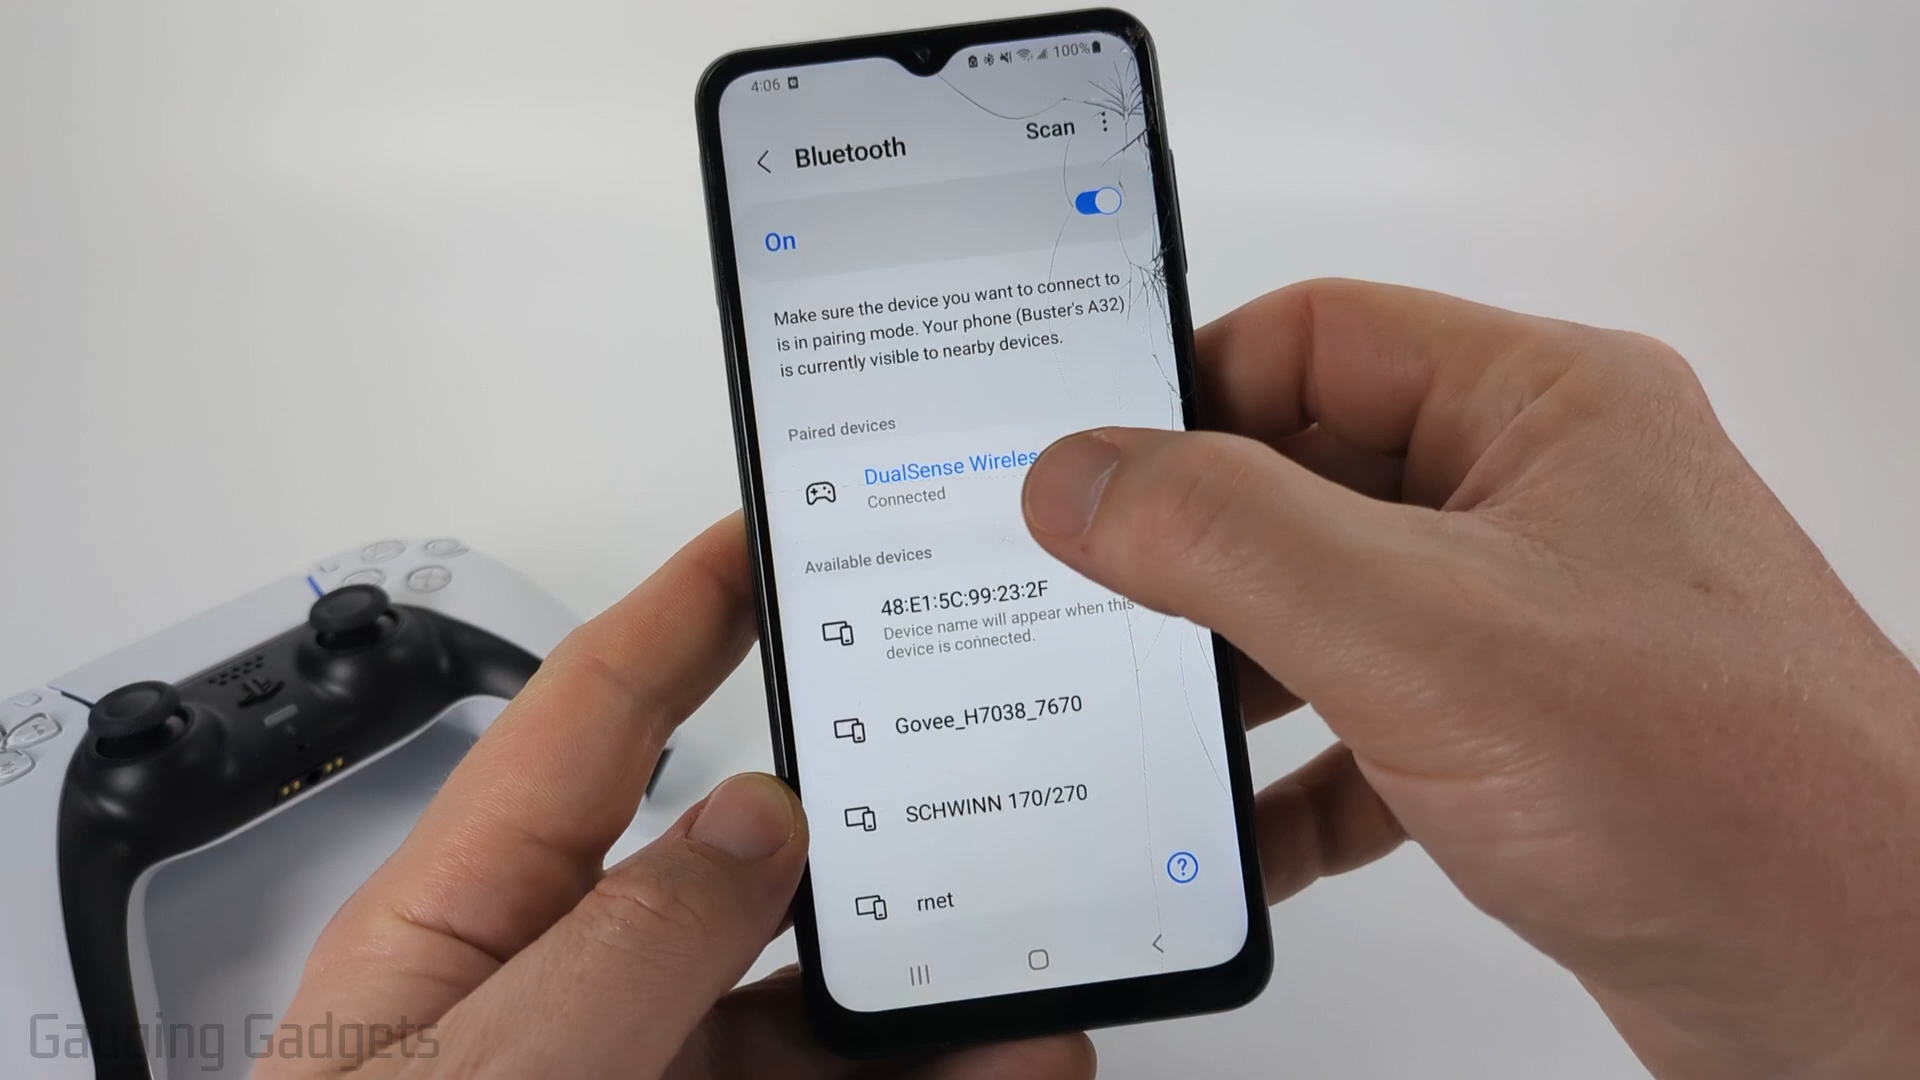 4:06
100%
Bluetooth
Scan
On
Make sure the device you want to connect to
is in pairing mode. Your phone (Buster's A32)
is currently visible to nearby devices.
Paired devices
DualSense
Connected
Available devices
48:E1:5C:99:23:2F
Device name will appear when this
device is connected.
Govee_H7038_7670
SCHWINN 170/270
rnet
?
Gauging Gadgets